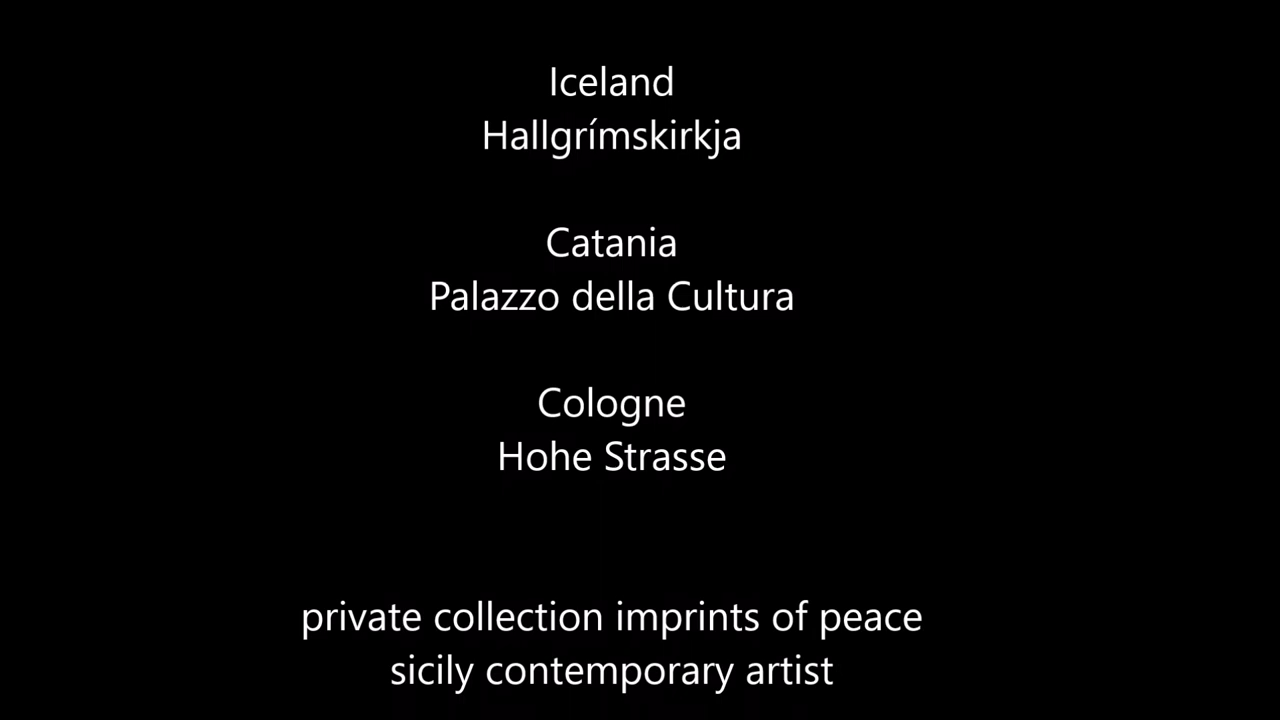 Iceland
Hallgrímskirkja
Catania
Palazzo della Cultura
Cologne
Hohe Strasse
private collection imprints of peace
sicily contemporary artist